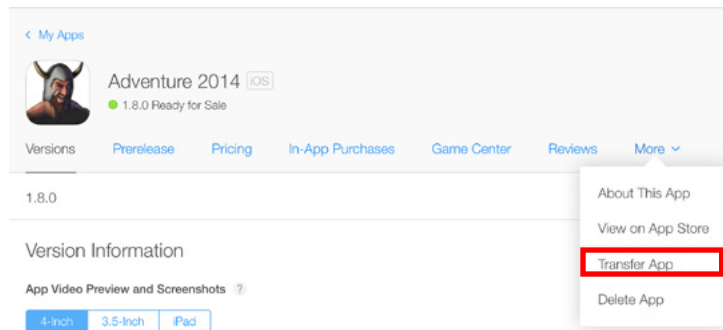 < My Apps
Adventure 2014 iOS
1.8.0 Ready for Sale
Versions Prerelease Pricing In-App Purchases Game Center Reviews More
About This App
1.8.0
View on App Store
Version Information
Transfer App
App Video Preview and Screenshots ?
Delete App
4-Inch 3.5-Inch iPad